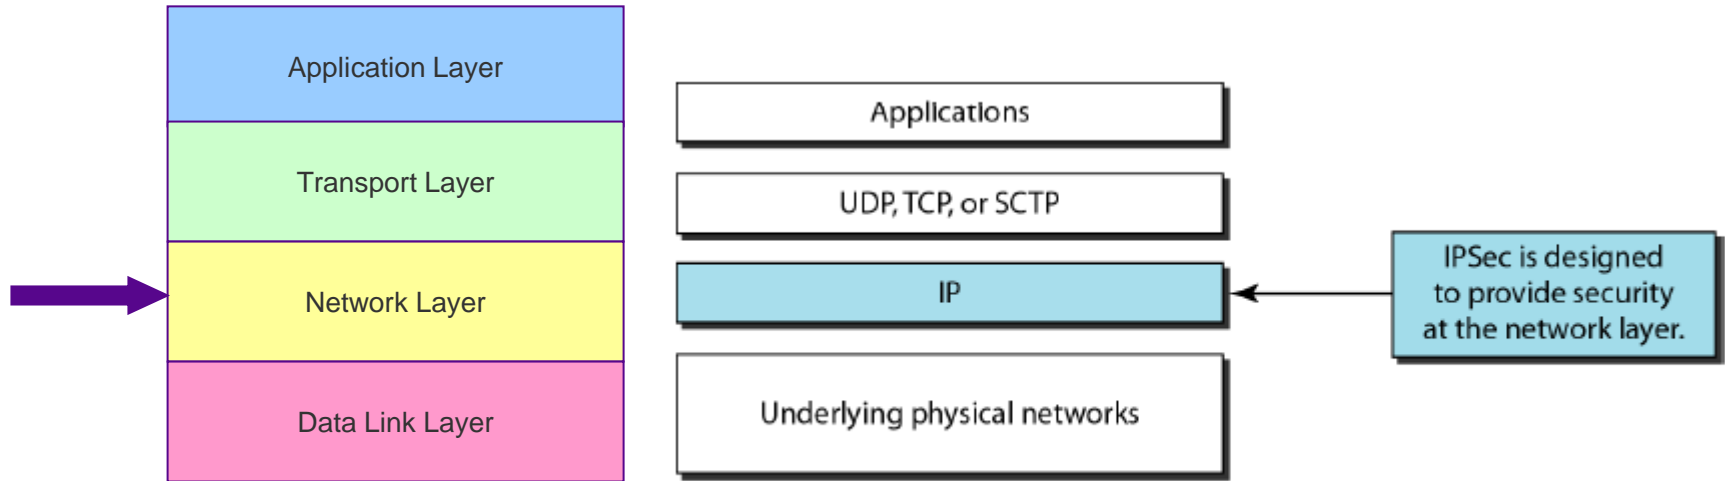 Application Layer
Transport Layer
Network Layer
Data Link Layer
Applications
UDP, TCP, or SCTP
IP
Underlying physical networks
IPSec is designed
to provide security
at the network layer.